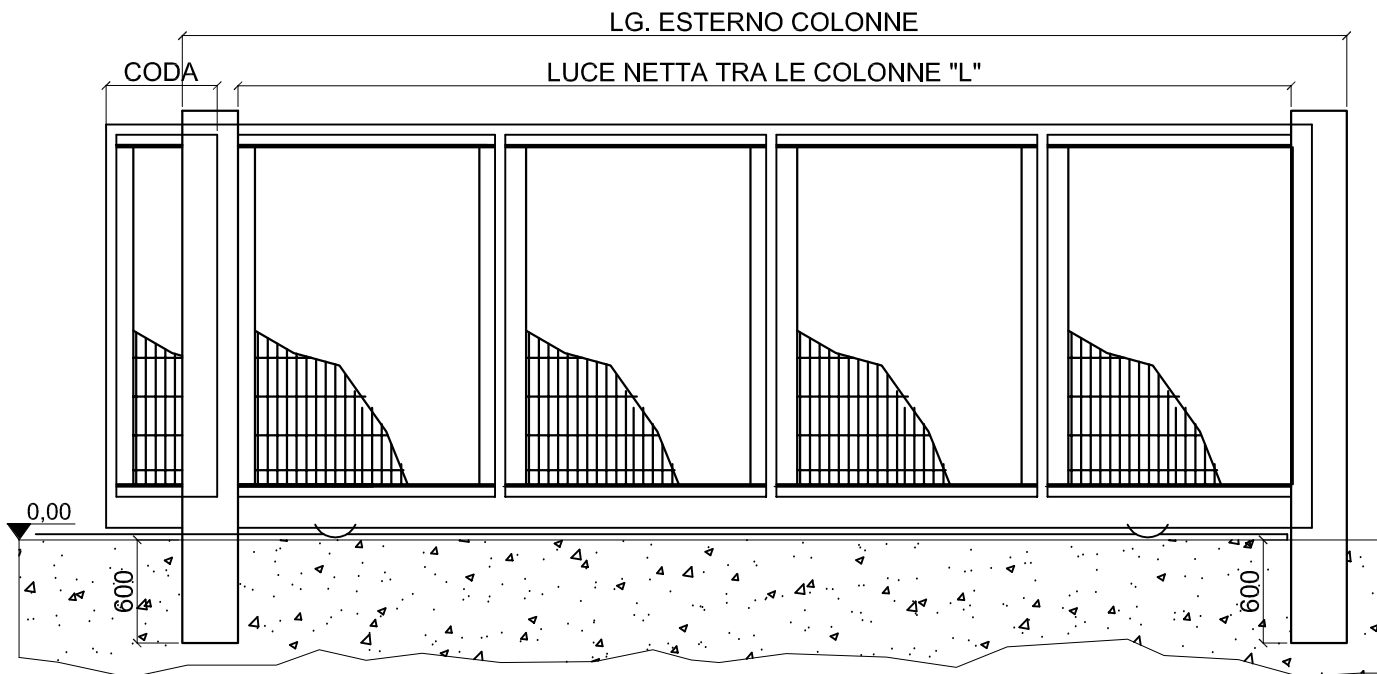 LG. ESTERNO COLONNE
CODA
LUCE NETTA TRA LE COLONNE "L"
0,00
600
600